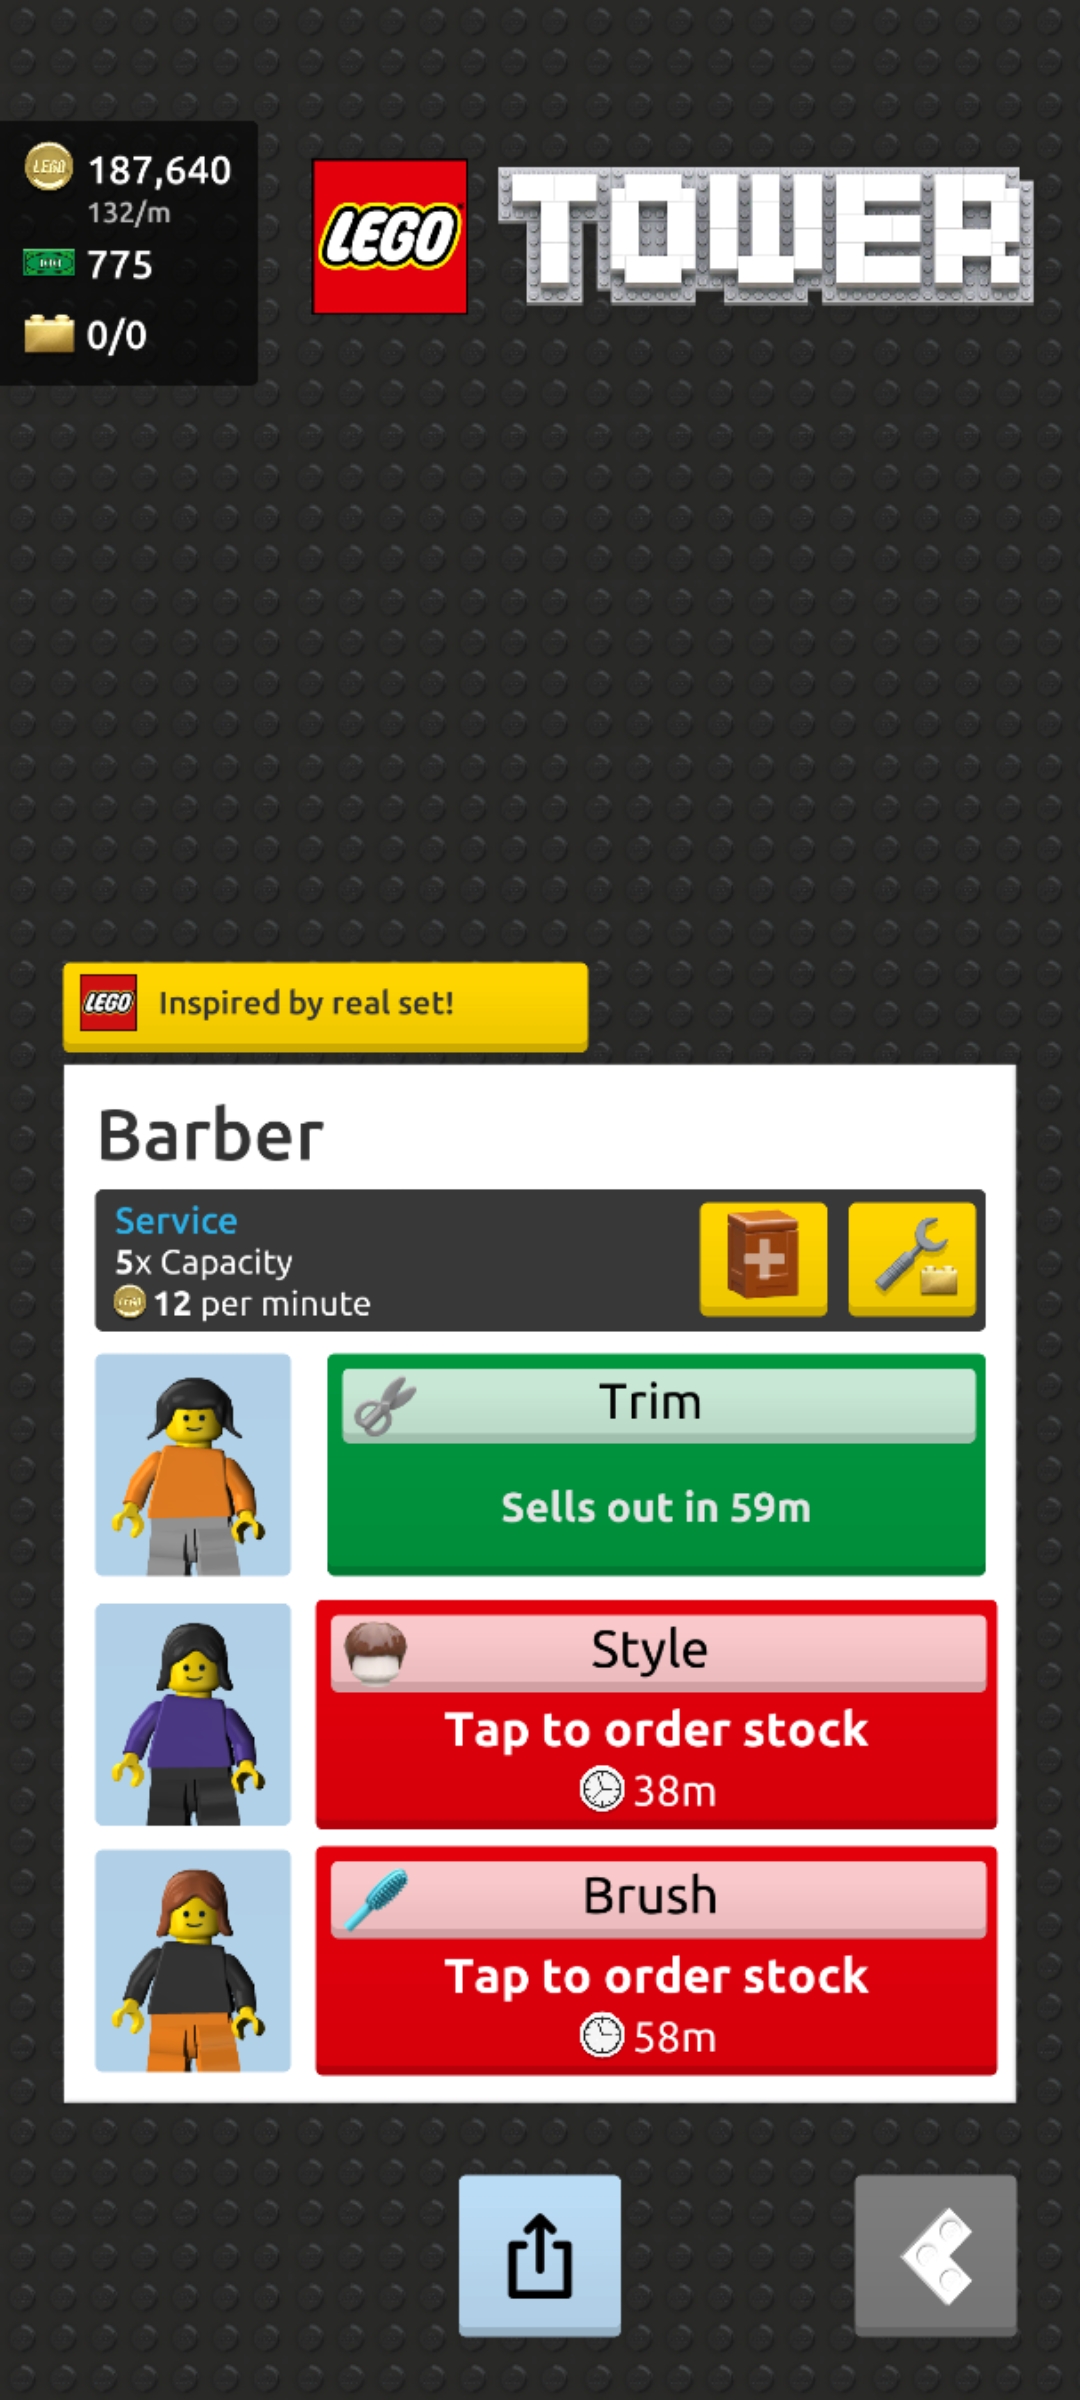 187,640
132/m
775
0/0
LEGO
TOWER
LEGO Inspired by real set!
Barber
Service
5x Capacity
12 per minute
Trim
Sells out in 59m
Style
Tap to order stock
38m
Brush
Tap to order stock
58m